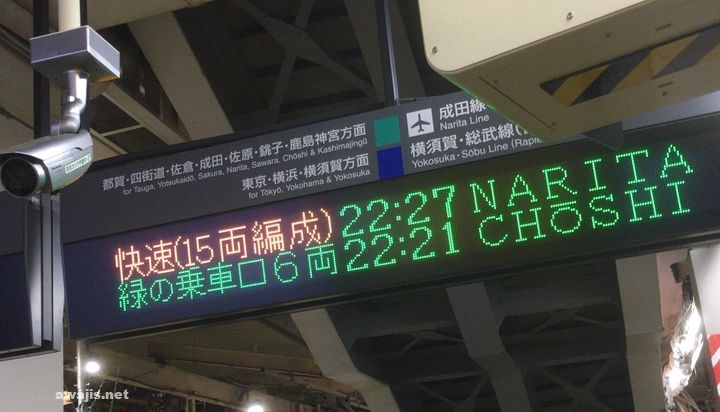 都賀・四街道・佐倉・成田・佐原・銚子・鹿島神宮方面
for Tsuga, Yotsukaidō, Sakura, Narita, Sawara, Chōshi & Kashimajingū
東京・横浜・横須賀方面
for Tōkyō, Yokohama & Yokosuka
成田線
Narita Line
横須賀・総武線
Yokosuka・Sōbu Line (Rapid
快速(15両編成) 22:27 NARITA
緑の乗車口6両 22:21 CHŌSHI
awajis.net